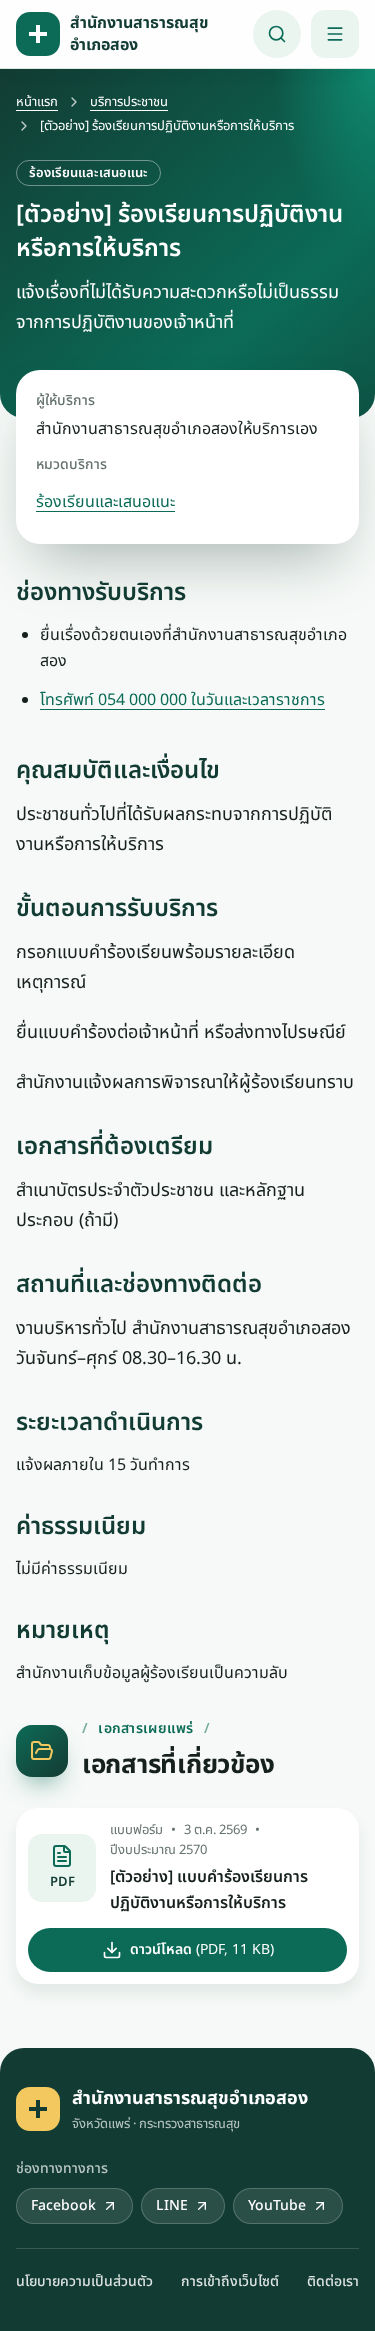 สำนักงานสาธารณสุข
อำเภอสอง
หน้าแรก > บริการประชาชน
> [ตัวอย่าง] ร้องเรียนการปฏิบัติงานหรือการให้บริการ
ร้องเรียนและเสนอแนะ
[ตัวอย่าง] ร้องเรียนการปฏิบัติงาน
หรือการให้บริการ
แจ้งเรื่องที่ไม่ได้รับความสะดวกหรือไม่เป็นธรรม
จากการปฏิบัติงานของเจ้าหน้าที่
ผู้ให้บริการ
สำนักงานสาธารณสุขอำเภอสองให้บริการเอง
หมวดบริการ
ร้องเรียนและเสนอแนะ
ช่องทางรับบริการ
• ยื่นเรื่องด้วยตนเองที่สำนักงานสาธารณสุขอำเภอ
สอง
• โทรศัพท์ 054 000 000 ในวันและเวลาราชการ
คุณสมบัติและเงื่อนไข
ประชาชนทั่วไปที่ได้รับผลกระทบจากการปฏิบัติ
งานหรือการให้บริการ
ขั้นตอนการรับบริการ
กรอกแบบคำร้องเรียนพร้อมรายละเอียด
เหตุการณ์
ยื่นแบบคำร้องต่อเจ้าหน้าที่ หรือส่งทางไปรษณีย์
สำนักงานแจ้งผลการพิจารณาให้ผู้ร้องเรียนทราบ
เอกสารที่ต้องเตรียม
สำเนาบัตรประจำตัวประชาชน และหลักฐาน
ประกอบ (ถ้ามี)
สถานที่และช่องทางติดต่อ
งานบริหารทั่วไป สำนักงานสาธารณสุขอำเภอสอง
วันจันทร์–ศุกร์ 08.30–16.30 น.
ระยะเวลาดำเนินการ
แจ้งผลภายใน 15 วันทำการ
ค่าธรรมเนียม
ไม่มีค่าธรรมเนียม
หมายเหตุ
สำนักงานเก็บข้อมูลผู้ร้องเรียนเป็นความลับ
/ เอกสารเผยแพร่ /
เอกสารที่เกี่ยวข้อง
แบบฟอร์ม • 3 ต.ค. 2569 •
ปีงบประมาณ 2570
PDF
[ตัวอย่าง] แบบคำร้องเรียนการ
ปฏิบัติงานหรือการให้บริการ
ดาวน์โหลด (PDF, 11 KB)
สำนักงานสาธารณสุขอำเภอสอง
จังหวัดแพร่ · กระทรวงสาธารณสุข
ช่องทางทางการ
Facebook LINE YouTube
นโยบายความเป็นส่วนตัว การเข้าถึงเว็บไซต์ ติดต่อเรา